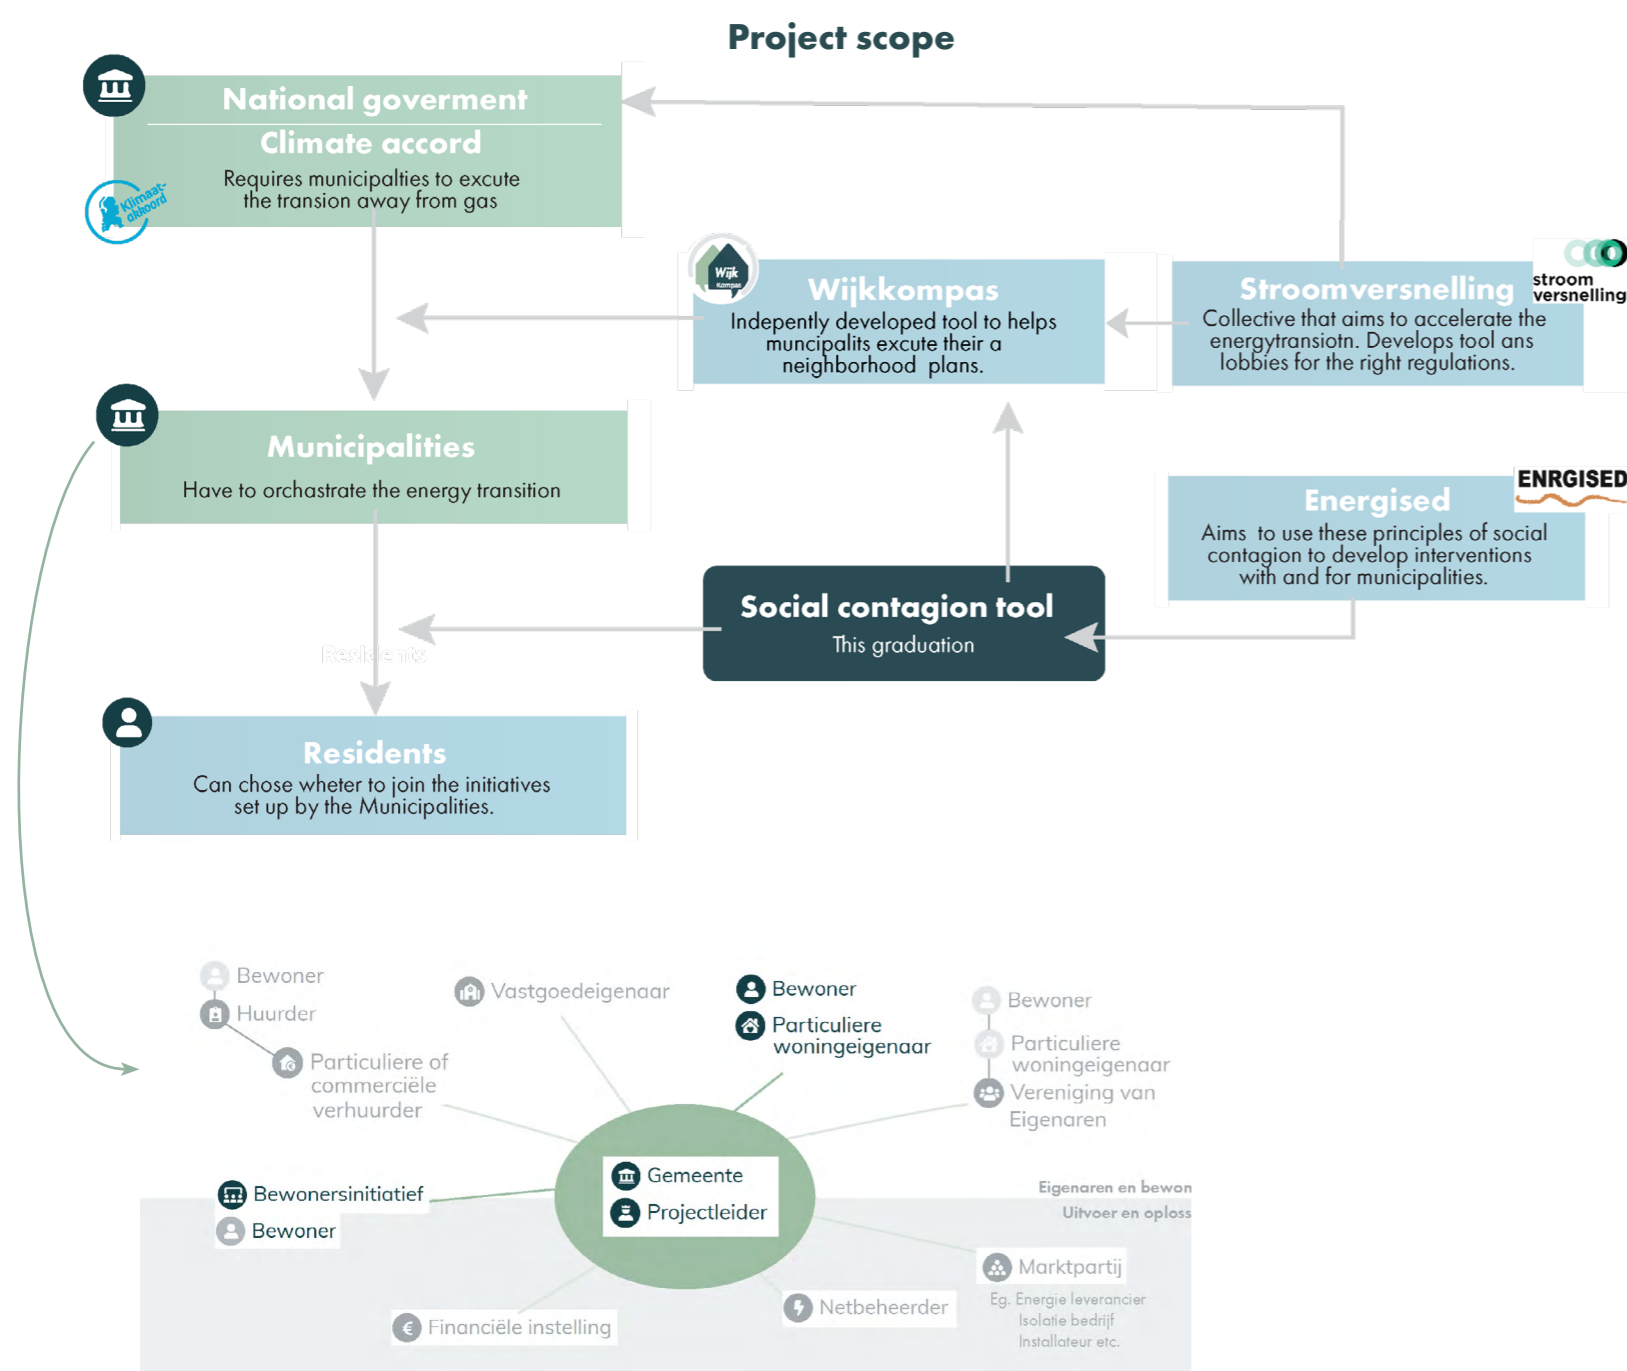 Project scope
National goverment
Climate accord
Requires municipalties to excute
the transion away from gas
Klimaat-
akkoord
Wijk
Kompas
Wijkkompas
Indepently developed tool to helps
muncipalits excute their a
neighborhood plans.
stroom
versnelling
Stroomversnelling
Collective that aims to accelerate the
energytransiotn. Develops tool ans
lobbies for the right regulations.
Municipalities
Have to orchastrate the energy transition
ENRGISED
Energised
Aims to use these principles of social
contagion to develop interventions
with and for municipalities.
Social contagion tool
This graduation
Residents
Residents
Can chose wheter to join the initiatives
set up by the Municipalities.
Bewoner
Huurder
Particuliere of
commerciële
verhuurder
Vastgoedeigenaar
Bewoner
Particuliere
woningeigenaar
Bewoner
Particuliere
woningeigenaar
Vereniging van
Eigenaren
Gemeente
Projectleider
Bewonersinitiatief
Bewoner
Eigenaren en bewon
Uitvoer en oploss
Marktpartij
Eg. Energie leverancier
Isolatie bedrijf
Installateur etc.
Netbeheerder
Financiële instelling